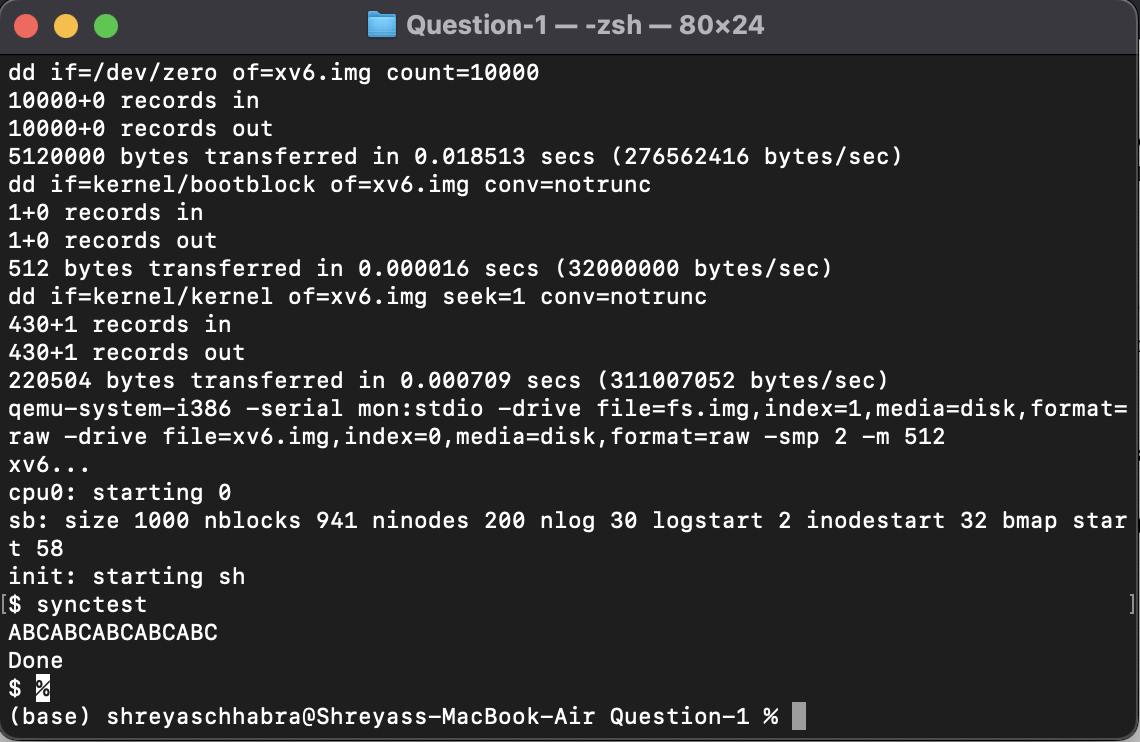 Question-1 — -zsh — 80×24
dd if=/dev/zero of=xv6.img count=10000
10000+0 records in
10000+0 records out
5120000 bytes transferred in 0.018513 secs (276562416 bytes/sec)
dd if=kernel/bootblock of=xv6.img conv=notrunc
1+0 records in
1+0 records out
512 bytes transferred in 0.000016 secs (32000000 bytes/sec)
dd if=kernel/kernel of=xv6.img seek=1 conv=notrunc
430+1 records in
430+1 records out
220504 bytes transferred in 0.000709 secs (311007052 bytes/sec)
qemu-system-i386 -serial mon:stdio -drive file=fs.img,index=1,media=disk,format=
raw -drive file=xv6.img,index=0,media=disk,format=raw -smp 2 -m 512
xv6...
cpu0: starting 0
sb: size 1000 nblocks 941 ninodes 200 nlog 30 logstart 2 inodestart 32 bmap star
t 58
init: starting sh
[$ synctest ]
ABCABCABCABCABC
Done
$ %
(base) shreyaschhabra@Shreyass-MacBook-Air Question-1 %